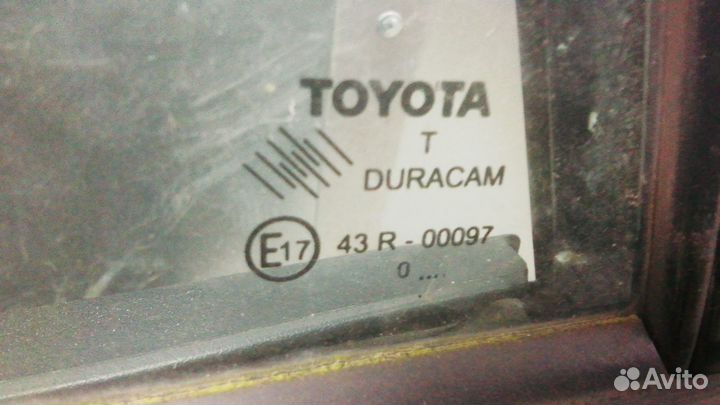 TOYOTA
T
DURACAM
E17 43 R - 00097
0 ....
Avito